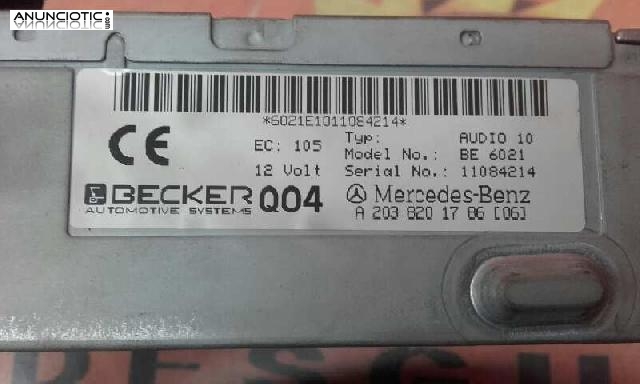 ANUNCIOTIC
.com
*6021E1011084214*
CE
EC: 105 Typ: AUDIO 10
Model No.: BE 6021
12 Volt Serial No.: 11084214
BECKER Q04 Mercedes-Benz
AUTOMOTIVE SYSTEMS A 203 820 17 86 [06]